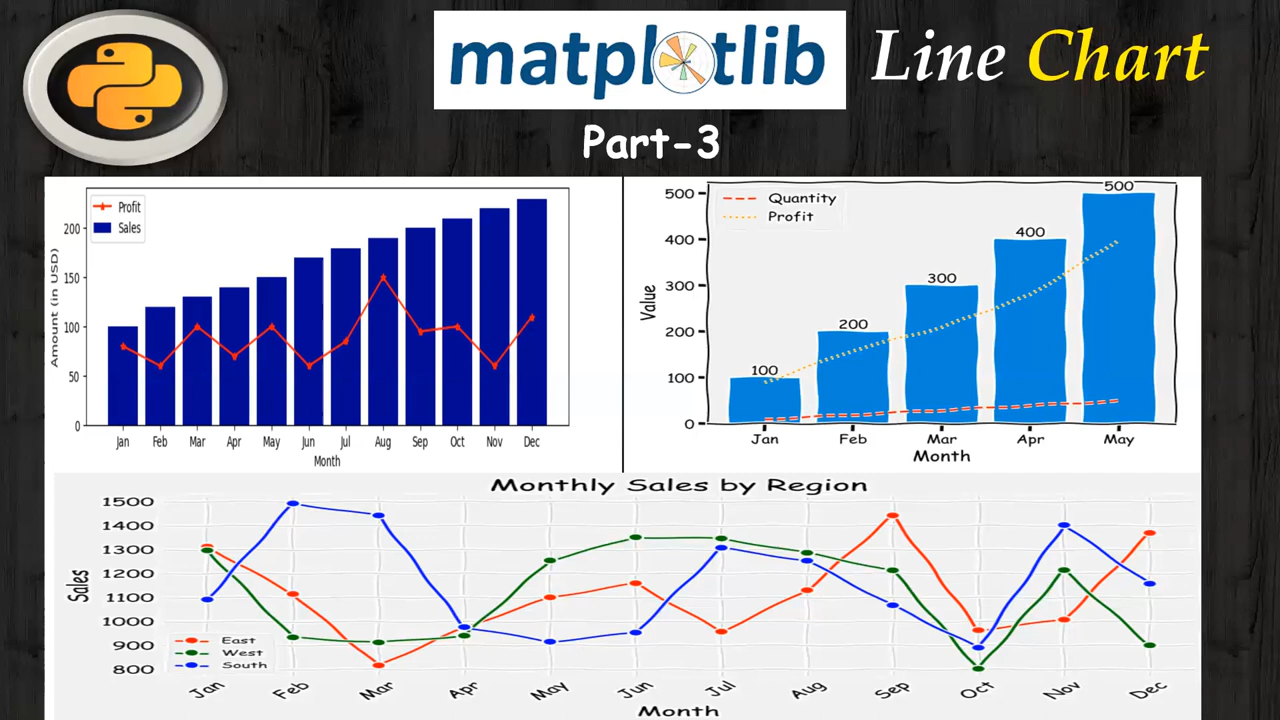 matplotlib
Line Chart
Part-3
Profit
Sales
Amount (in USD)
200
150
100
50
0
Jan Feb Mar Apr May Jun Jul Aug Sep Oct Nov Dec
Month
Quantity
Profit
Value
500
400
300
200
100
0
100 200 300 400 500
Jan Feb Mar Apr May
Month
Monthly Sales by Region
Sales
1500
1400
1300
1200
1100
1000
900
800
East
West
South
Jan Feb Mar Apr May Jun Jul Aug Sep Oct Nov Dec
Month